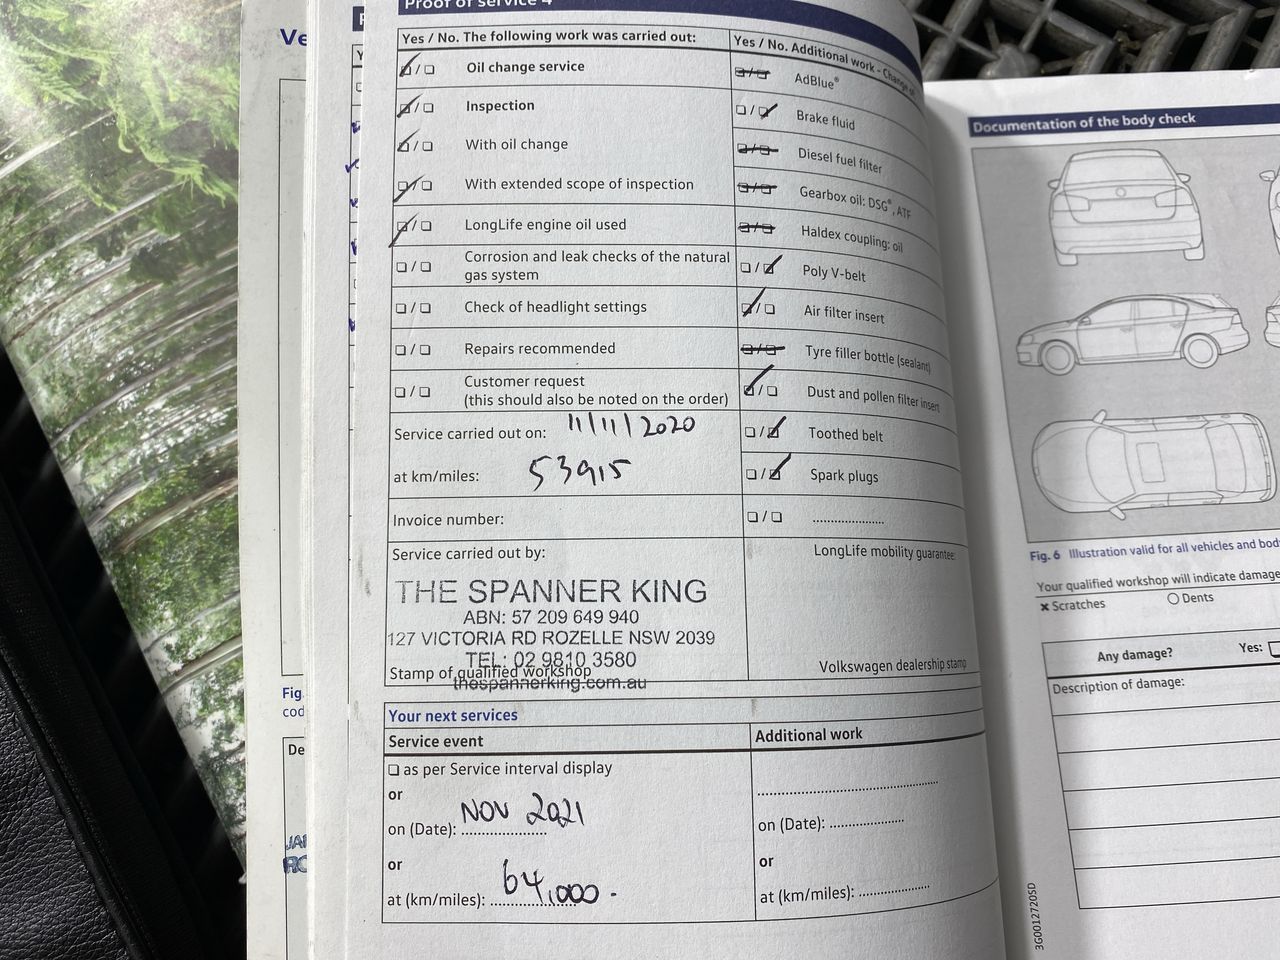 Proof of service 4
Yes / No. The following work was carried out:
Oil change service
Inspection
With oil change
With extended scope of inspection
LongLife engine oil used
Corrosion and leak checks of the natural
gas system
Check of headlight settings
Repairs recommended
Customer request
(this should also be noted on the order)
Service carried out on: 11/11/2020
at km/miles: 53915
Invoice number:
Service carried out by:
THE SPANNER KING
ABN: 57 209 649 940
127 VICTORIA RD ROZELLE NSW 2039
TEL: 02 9810 3580
Stamp of qualified workshop
thespannerking.com.au
Yes / No. Additional work - Change of
AdBlue®
Brake fluid
Diesel fuel filter
Gearbox oil: DSG®, ATF
Haldex coupling: oil
Poly V-belt
Air filter insert
Tyre filler bottle (sealant)
Dust and pollen filter insert
Toothed belt
Spark plugs
LongLife mobility guarantee:
Volkswagen dealership stamp
Your next services
Service event
as per Service interval display
or
on (Date): NOV 2021
or
at (km/miles): 64,000 -
Additional work
on (Date):
or
at (km/miles):
Ve
Fig.
cod
De
Documentation of the body check
Fig. 6 Illustration valid for all vehicles and
Your qualified workshop will indicate damage
× Scratches
Dents
Any damage? Yes:
Description of damage:
3G0012720SD